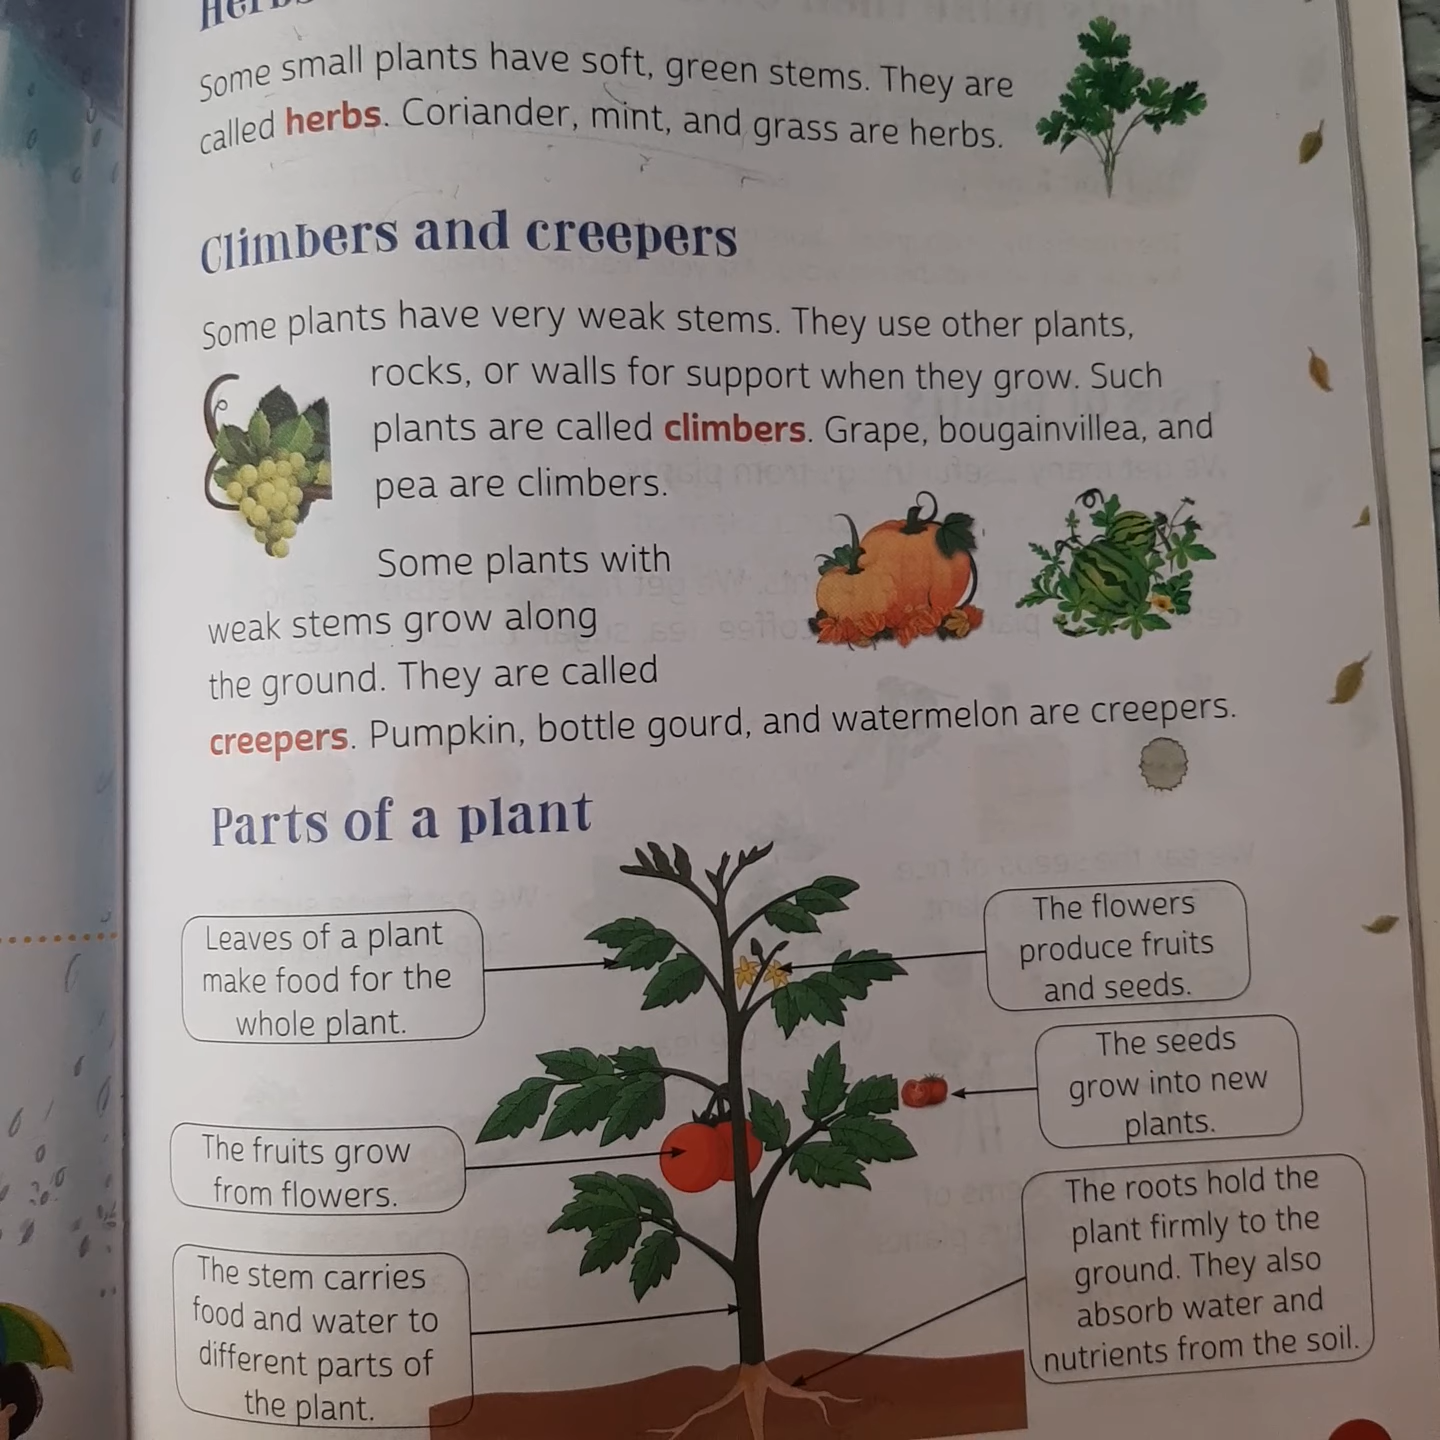 Herbs
Some small plants have soft, green stems. They are
called herbs. Coriander, mint, and grass are herbs.
Climbers and creepers
Some plants have very weak stems. They use other plants,
rocks, or walls for support when they grow. Such
plants are called climbers. Grape, bougainvillea, and
pea are climbers.
Some plants with
weak stems grow along
the ground. They are called
creepers. Pumpkin, bottle gourd, and watermelon are creepers.
Parts of a plant
Leaves of a plant
make food for the
whole plant.
The flowers
produce fruits
and seeds.
The seeds
grow into new
plants.
The fruits grow
from flowers.
The roots hold the
plant firmly to the
ground. They also
absorb water and
nutrients from the soil.
The stem carries
food and water to
different parts of
the plant.